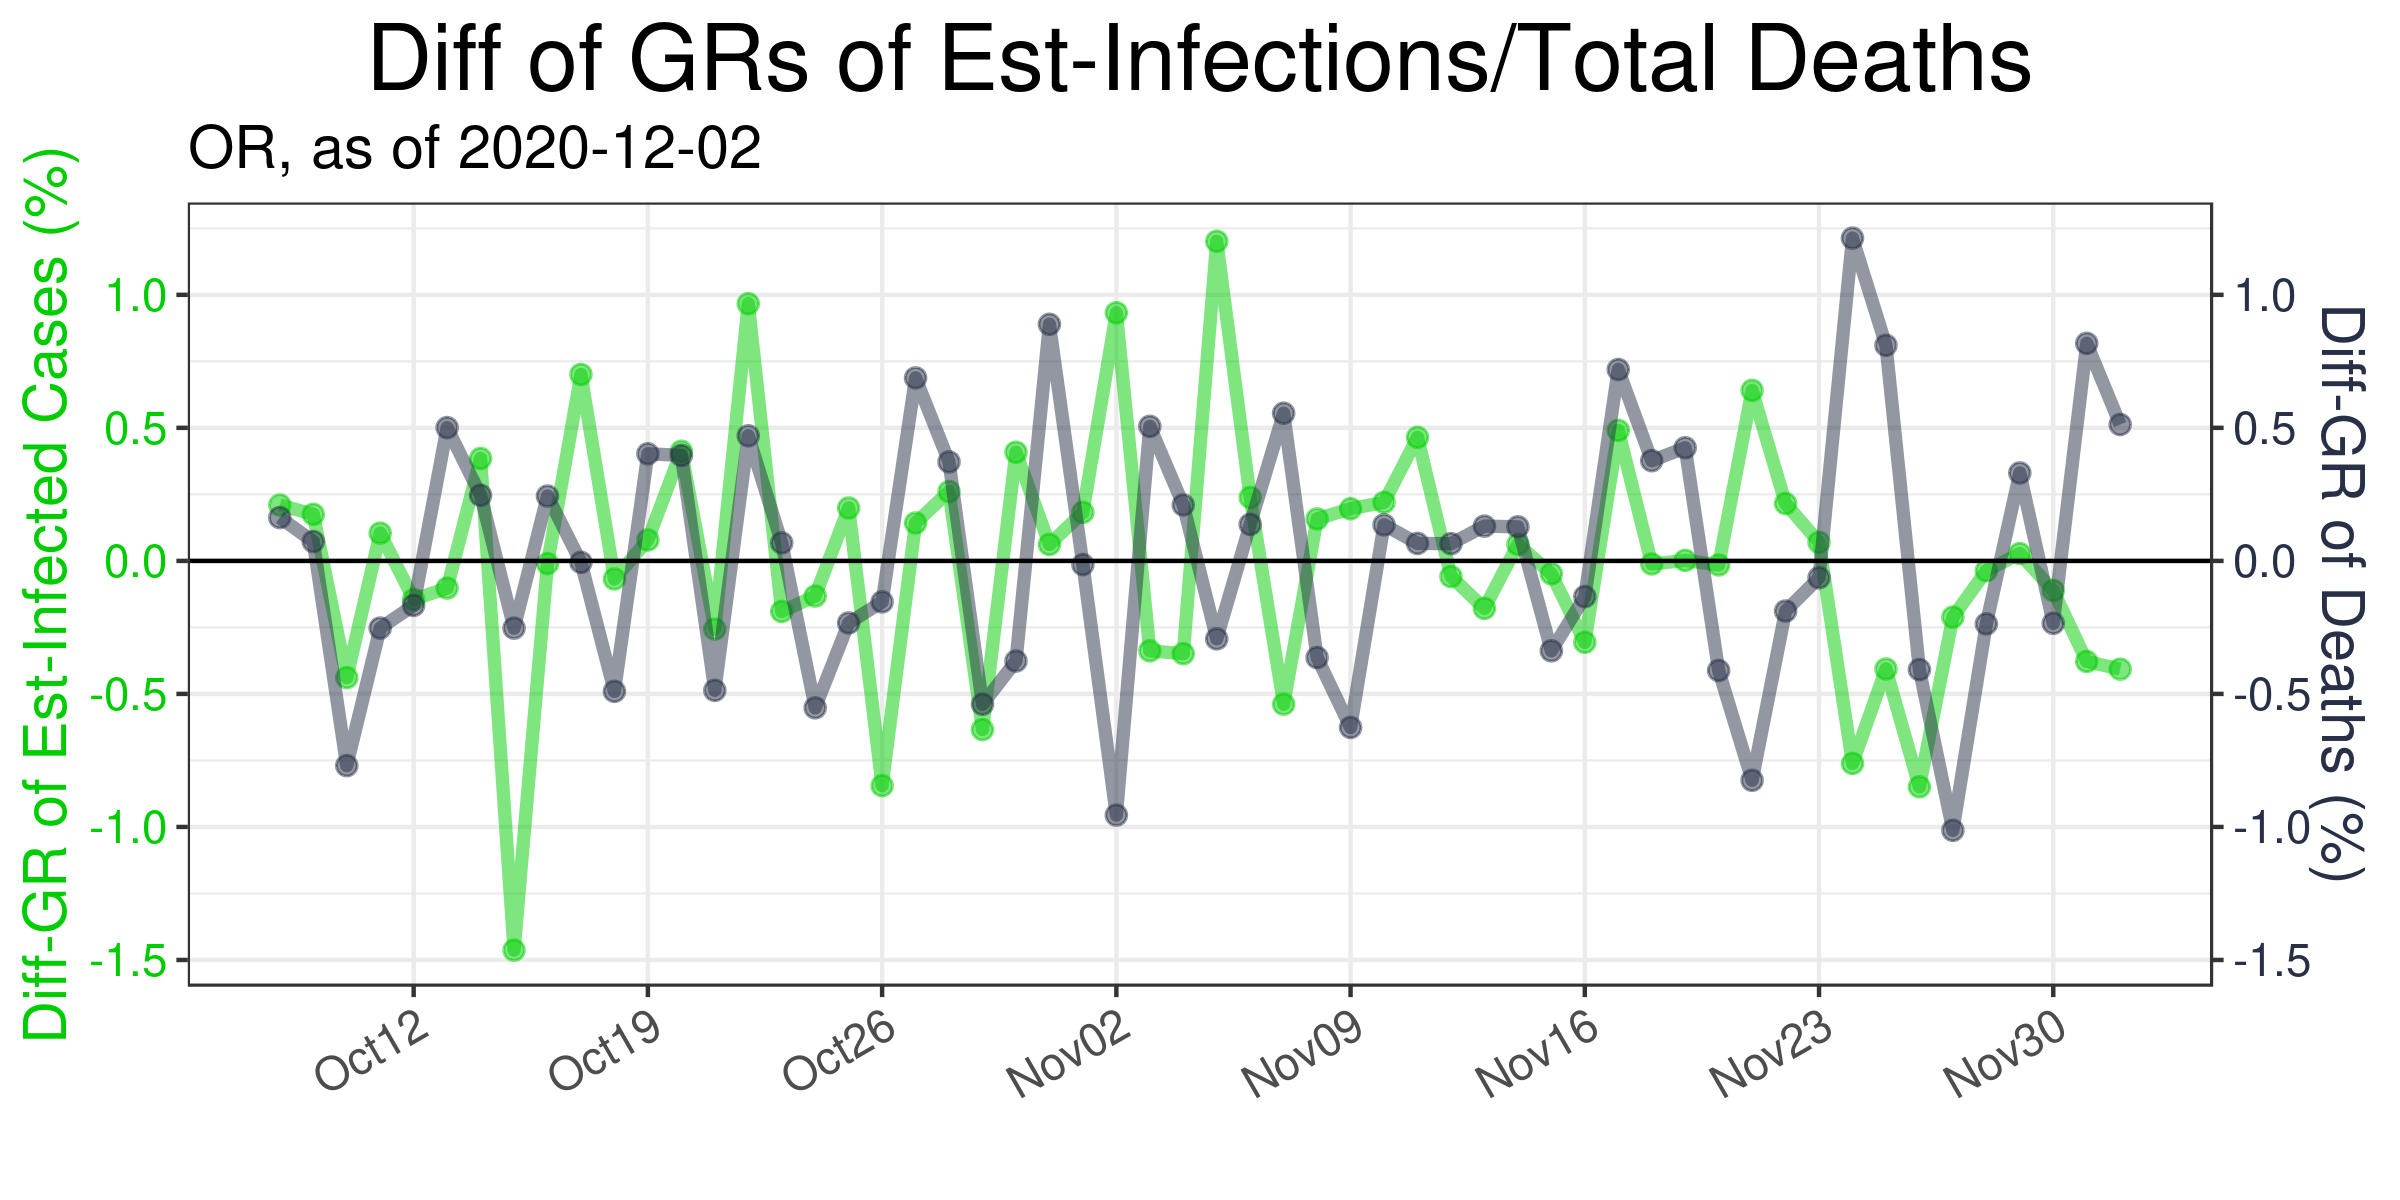 Diff of GRs of Est-Infections/Total Deaths
OR, as of 2020-12-02
Diff-GR of Est-Infected Cases (%)
1.0
0.5
0.0
-0.5
-1.0
-1.5
1.0
0.5
0.0
-0.5
-1.0
-1.5
Diff-GR of Deaths (%)
Oct12 Oct19 Oct26 Nov02 Nov09 Nov16 Nov23 Nov30